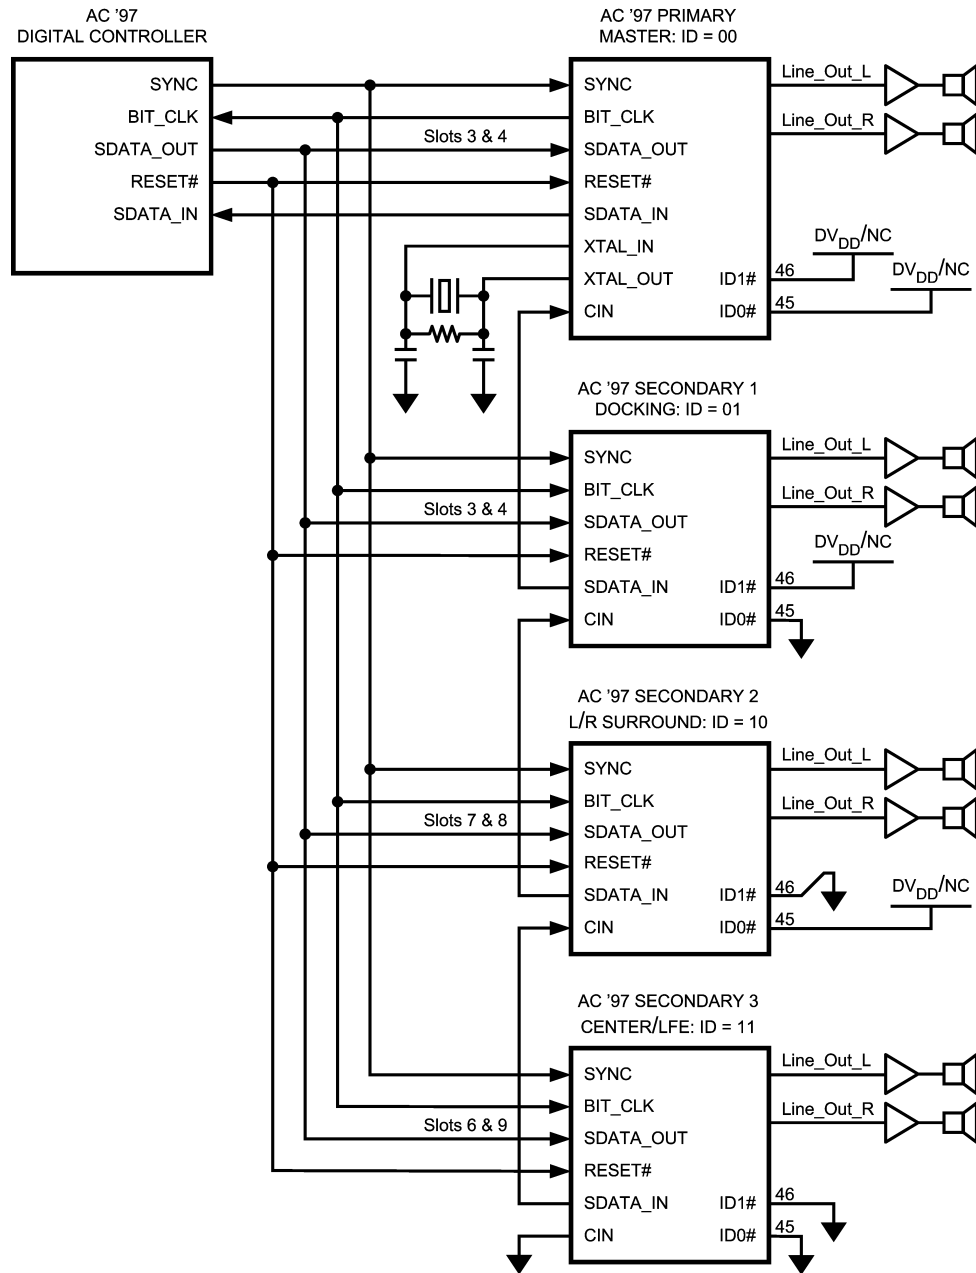 AC '97
DIGITAL CONTROLLER
SYNC
BIT_CLK
SDATA_OUT
RESET#
SDATA_IN
AC '97 PRIMARY
MASTER: ID = 00
SYNC
BIT_CLK
Slots 3 & 4
SDATA_OUT
RESET#
SDATA_IN
XTAL_IN
XTAL_OUT
CIN
ID1#
ID0#
46
45
Line_Out_L
Line_Out_R
DVDD/NC
DVDD/NC
AC '97 SECONDARY 1
DOCKING: ID = 01
SYNC
BIT_CLK
Slots 3 & 4
SDATA_OUT
RESET#
SDATA_IN
CIN
ID1#
ID0#
46
45
Line_Out_L
Line_Out_R
DVDD/NC
AC '97 SECONDARY 2
L/R SURROUND: ID = 10
SYNC
BIT_CLK
Slots 7 & 8
SDATA_OUT
RESET#
SDATA_IN
CIN
ID1#
ID0#
46
45
Line_Out_L
Line_Out_R
DVDD/NC
AC '97 SECONDARY 3
CENTER/LFE: ID = 11
SYNC
BIT_CLK
Slots 6 & 9
SDATA_OUT
RESET#
SDATA_IN
CIN
ID1#
ID0#
46
45
Line_Out_L
Line_Out_R